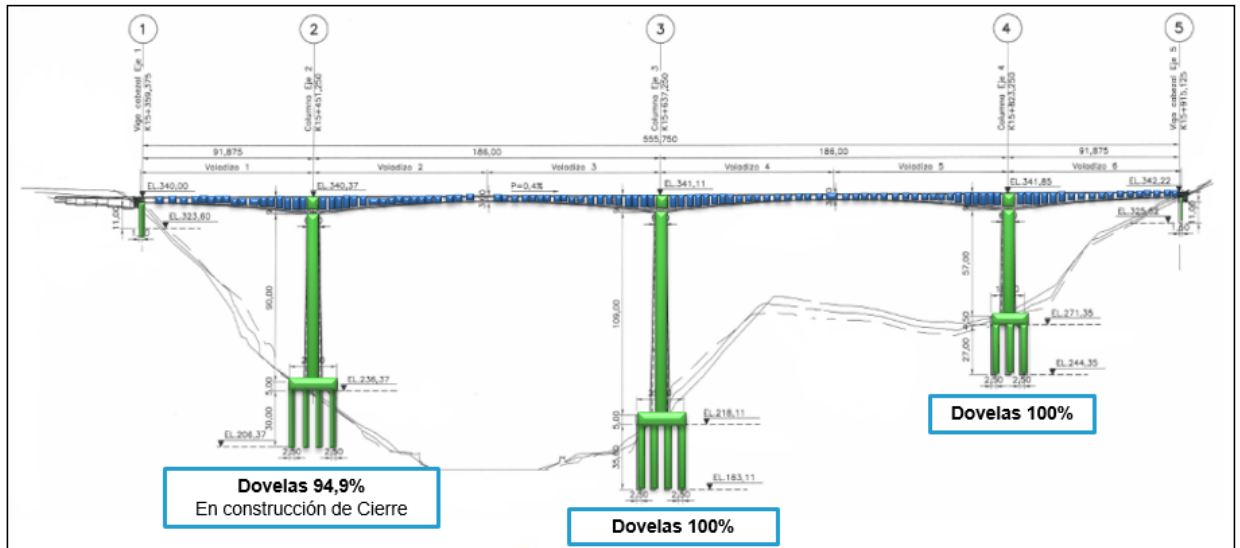 1
2
3
4
5
Viga cabezal Eje 1
K15+359,375
Columna Eje 2
K15+451,250
Columna Eje 3
K15+637,250
Columna Eje 4
K15+823,250
Viga cabezal Eje 5
K15+915,125
555,750
91,875
186,00
186,00
91,875
Voladizo 1
Voladizo 2
Voladizo 3
Voladizo 4
Voladizo 5
Voladizo 6
EL.340,00
EL.340,37
P=0,4%
EL.341,11
EL.341,85
EL.342,22
11,00
EL.323,60
11,00
90,00
109,00
57,00
5,00
EL.236,37
30,00
EL.206,37
2,50
2,50
5,00
EL.218,11
EL.183,11
2,50
2,50
4,50
EL.271,35
27,00
EL.244,35
2,50
2,50
Dovelas 94,9%
En construcción de Cierre
Dovelas 100%
Dovelas 100%